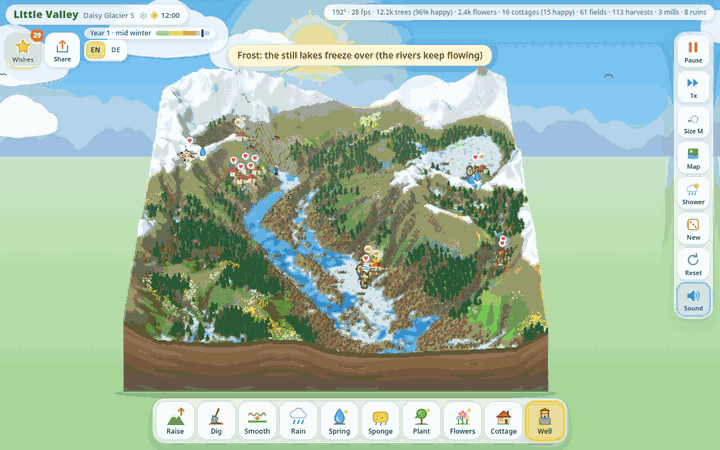 Little Valley Daisy Glacier 5 12:00
192² · 28 fps · 12.2k trees (96% happy) · 2.4k flowers · 16 cottages (15 happy) · 61 fields · 113 harvests · 3 mills · 8 ruins
Year 1 · mid winter
29
Wishes
Share
EN DE
Frost: the still lakes freeze over (the rivers keep flowing)
Pause
1x
Size M
Map
Shower
New
Reset
Sound
Raise
Dig
Smooth
Rain
Spring
Sponge
Plant
Flowers
Cottage
Well